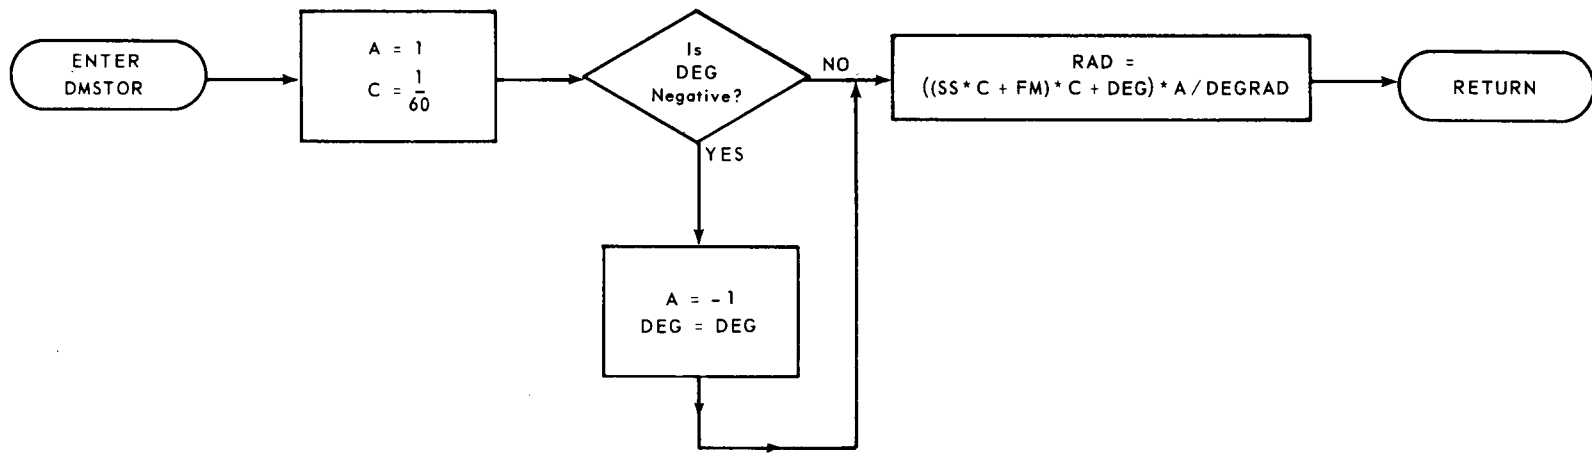 ENTER
DMSTOR
A = 1
C = 1/60
Is
DEG
Negative?
NO
YES
A = -1
DEG = DEG
RAD =
((SS*C + FM)*C + DEG)*A/DEGRAD
RETURN